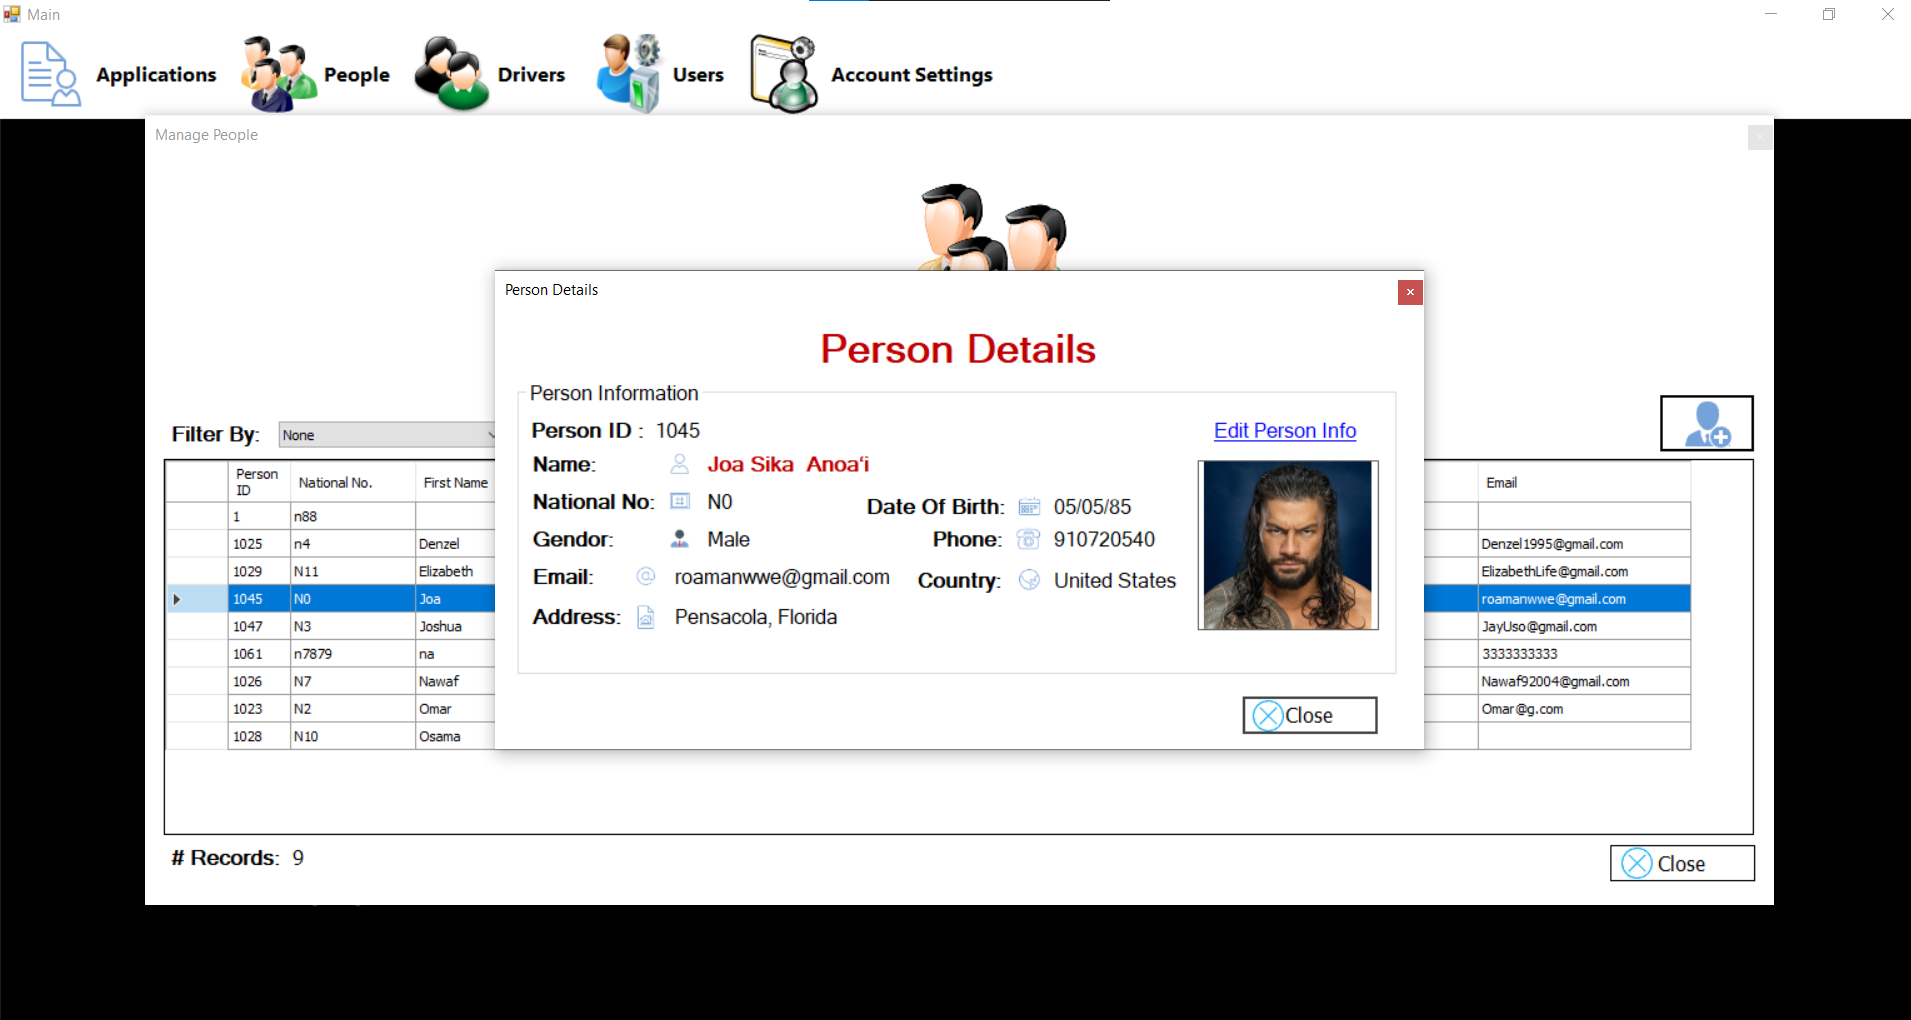 Main
Applications People Drivers Users Account Settings
Manage People
Person Details
Person Details
Person Information
Person ID : 1045
Edit Person Info
Name: Joa Sika  Anoa‘i
National No: N0 Date Of Birth: 05/05/85
Gendor: Male Phone: 910720540
Email: roamanwwe@gmail.com Country: United States
Address: Pensacola, Florida
Close
Filter By: None
Person ID National No. First Name Email
1 n88
1025 n4 Denzel Denzel1995@gmail.com
1029 N11 Elizabeth ElizabethLife@gmail.com
1045 N0 Joa roamanwwe@gmail.com
1047 N3 Joshua JayUso@gmail.com
1061 n7879 na 3333333333
1026 N7 Nawaf Nawaf92004@gmail.com
1023 N2 Omar Omar@g.com
1028 N10 Osama
# Records: 9
Close